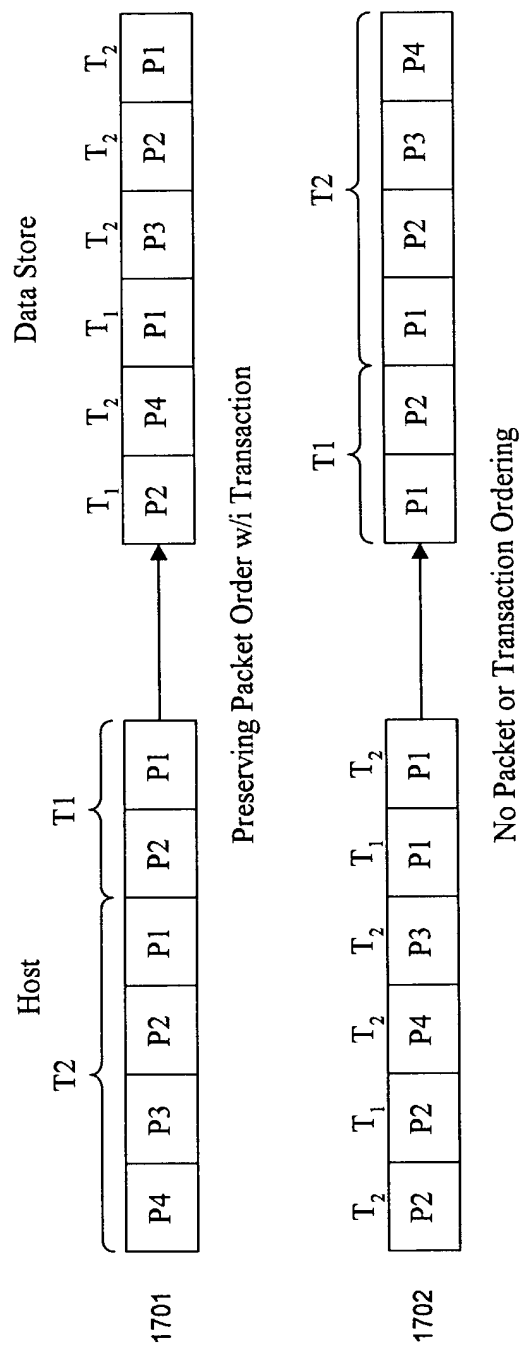 Host
Data Store
T2
T1
T1 T2 T1 T2 T2 T2
1701
P4 P3 P2 P1 P2 P1
P2 P4 P1 P3 P2 P1
Preserving Packet Order w/i Transaction
T2 T1 T2 T2 T1 T2
T1
T2
1702
P2 P2 P4 P3 P1 P1
P1 P2 P1 P2 P3 P4
No Packet or Transaction Ordering